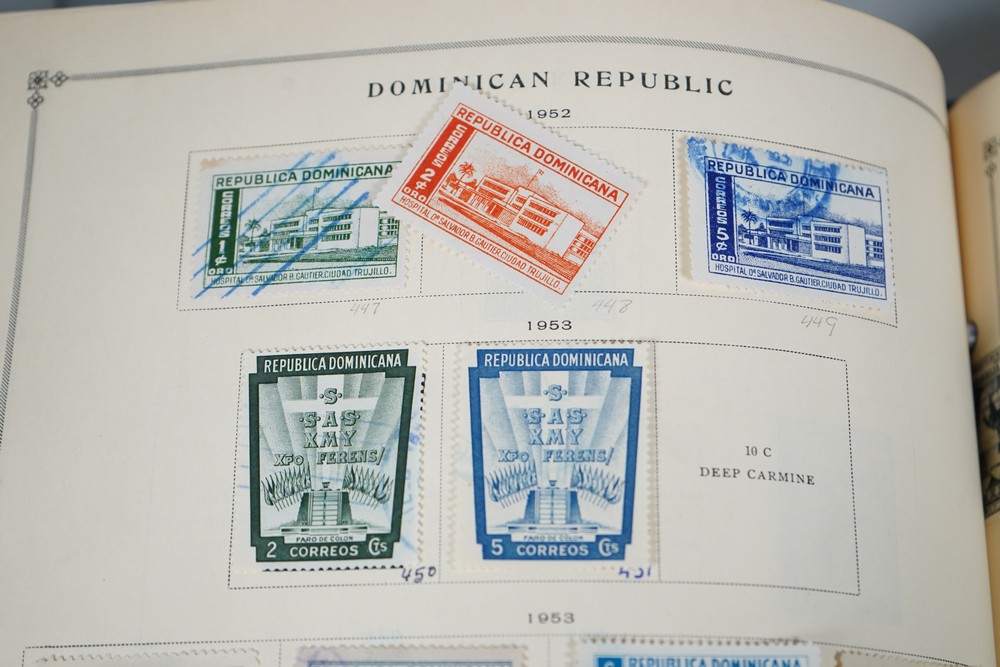 DOMINICAN REPUBLIC
1952
REPUBLICA DOMINICANA
CORREOS 1¢
ORO
HOSPITAL Dr. SALVADOR B. GAUTIER. CIUDAD TRUJILLO.
REPUBLICA DOMINICANA
CORREOS 2¢
ORO
HOSPITAL Dr. SALVADOR B. GAUTIER. CIUDAD TRUJILLO.
REPUBLICA DOMINICANA
CORREOS 5¢
ORO
HOSPITAL Dr. SALVADOR B. GAUTIER. CIUDAD TRUJILLO.
447
448
449
1953
REPUBLICA DOMINICANA
·S·
·S·A·S·
XMY
XPO FERENS/
FARO DE COLON
2 CORREOS Cts
REPUBLICA DOMINICANA
·S·
·S·A·S·
XMY
XPO FERENS/
FARO DE COLON
5 CORREOS Cts
10 C
DEEP CARMINE
450
1953
REPUBLICA DOMINICANA